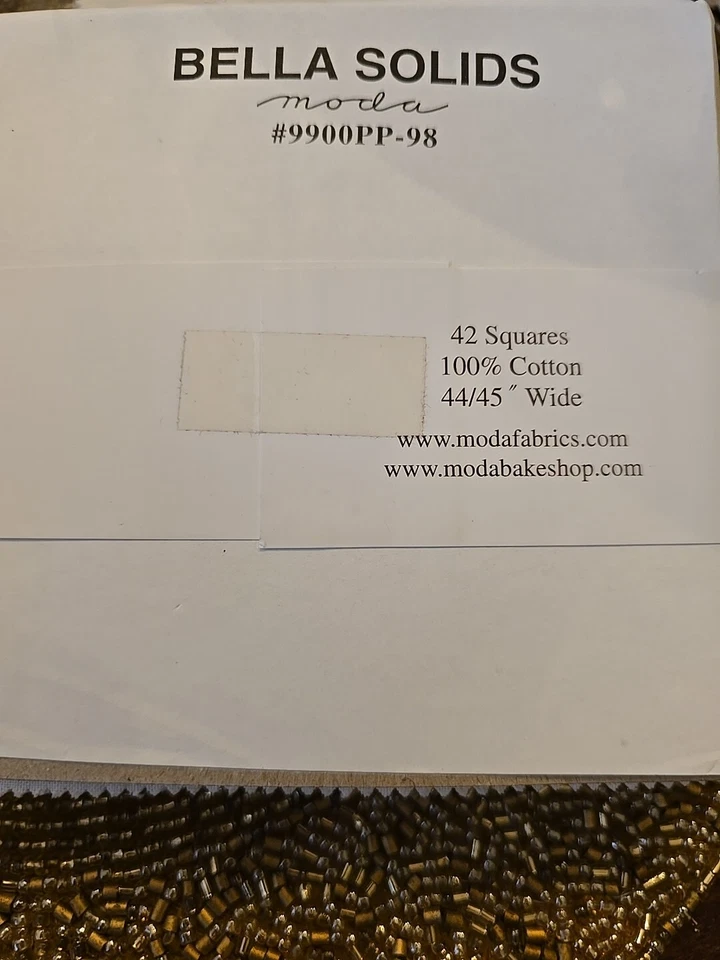 BELLA SOLIDS
moda
#9900PP-98
42 Squares
100% Cotton
44/45″ Wide
www.modafabrics.com
www.modabakeshop.com